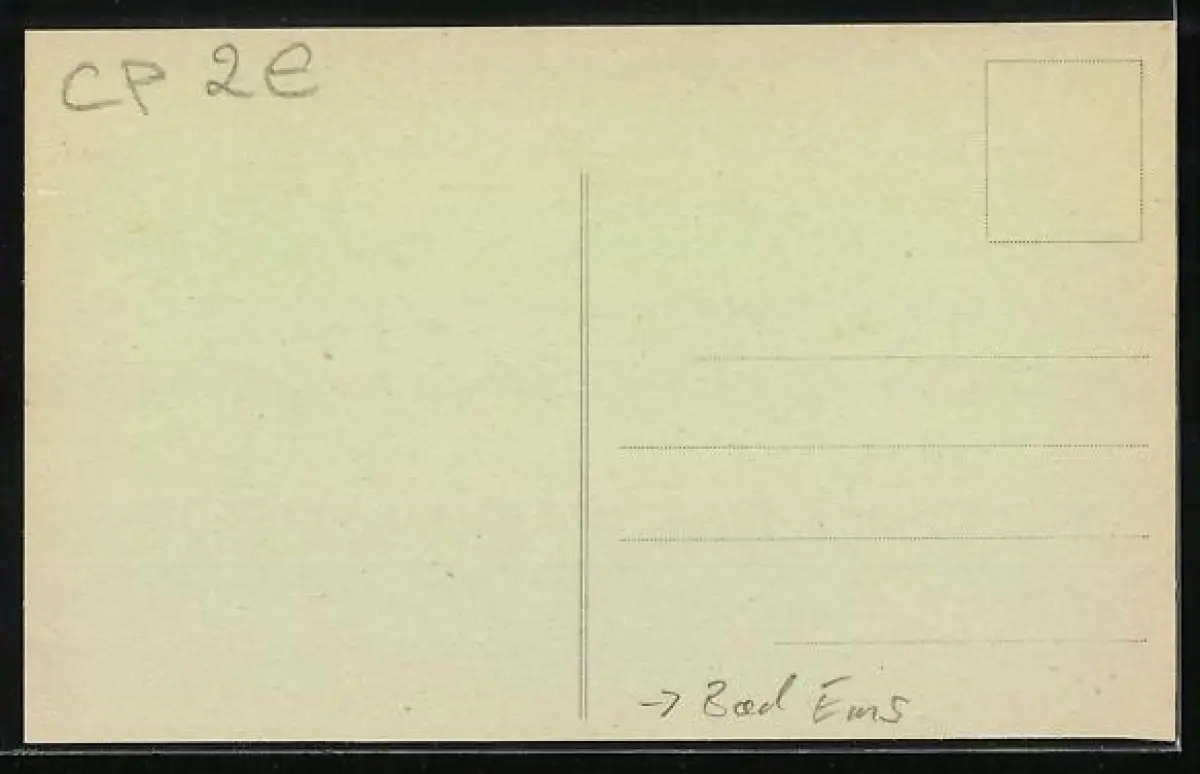 CP 2e
→ Bad Ems